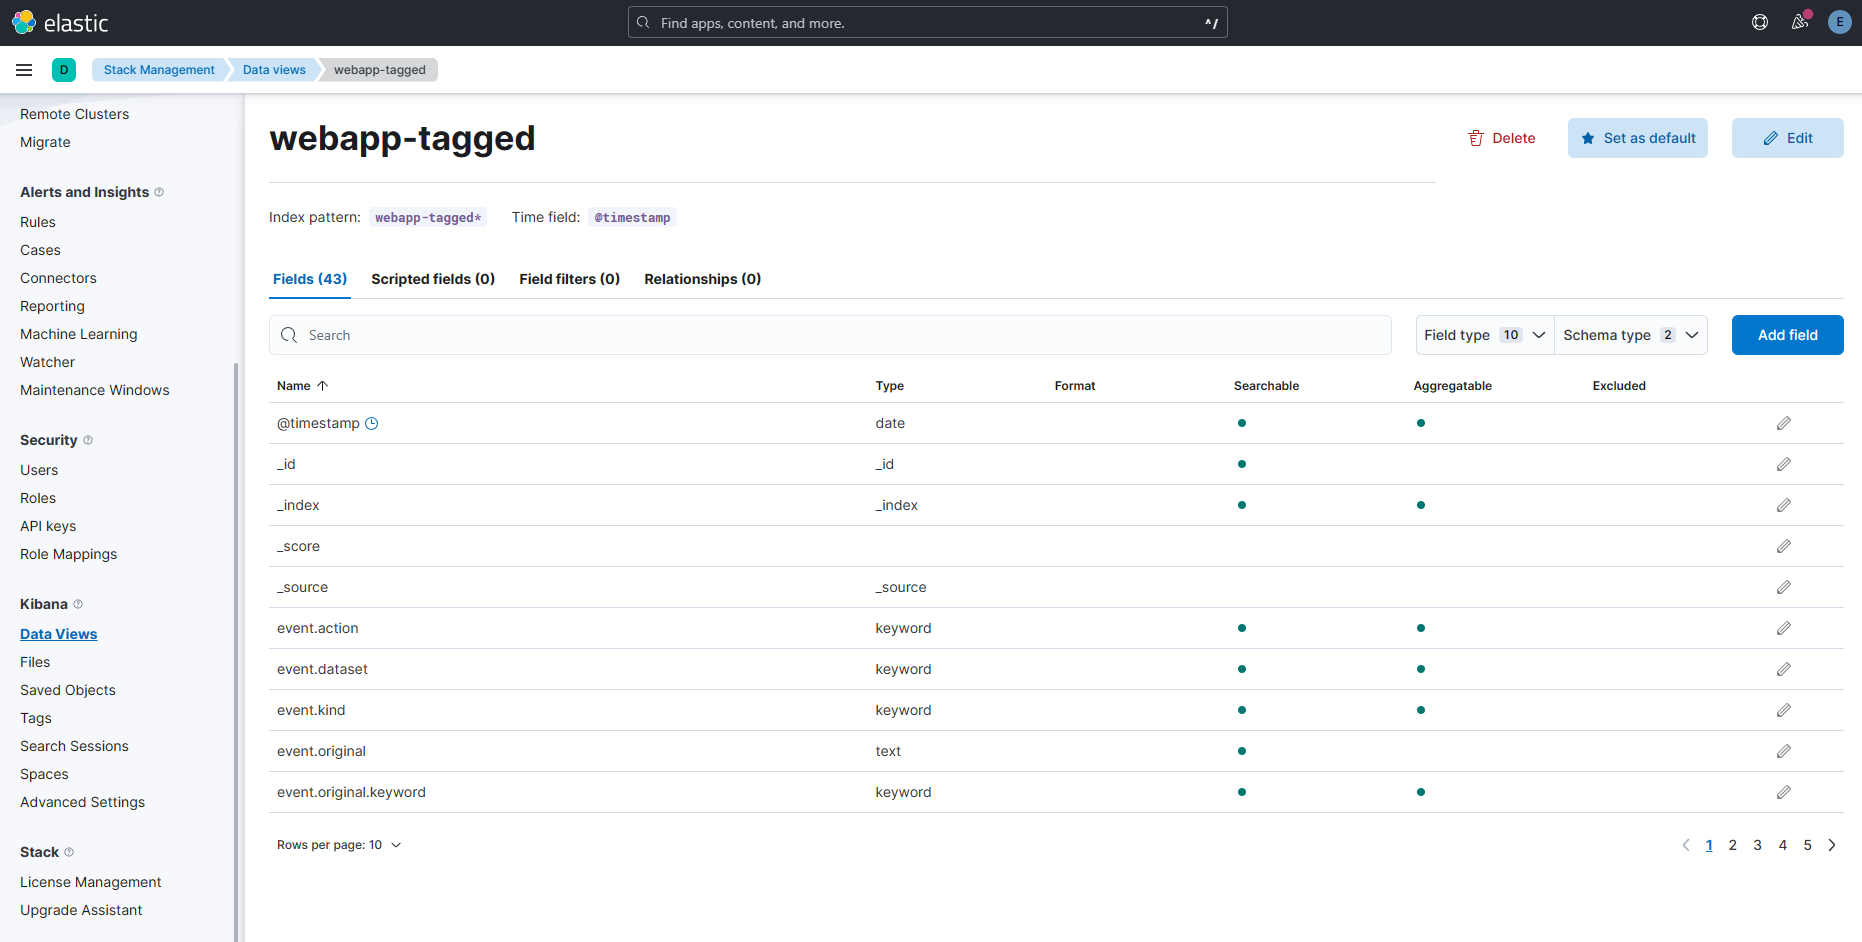 elastic
Find apps, content, and more.
^/
E
D
Stack Management
Data views
webapp-tagged
Remote Clusters
Migrate
Alerts and Insights
Rules
Cases
Connectors
Reporting
Machine Learning
Watcher
Maintenance Windows
Security
Users
Roles
API keys
Role Mappings
Kibana
Data Views
Files
Saved Objects
Tags
Search Sessions
Spaces
Advanced Settings
Stack
License Management
Upgrade Assistant
webapp-tagged
Delete
Set as default
Edit
Index pattern: webapp-tagged* Time field: @timestamp
Fields (43) Scripted fields (0) Field filters (0) Relationships (0)
Search
Field type 10
Schema type 2
Add field
Name Type Format Searchable Aggregatable Excluded
@timestamp date
_id _id
_index _index
_score
_source _source
event.action keyword
event.dataset keyword
event.kind keyword
event.original text
event.original.keyword keyword
Rows per page: 10
1 2 3 4 5